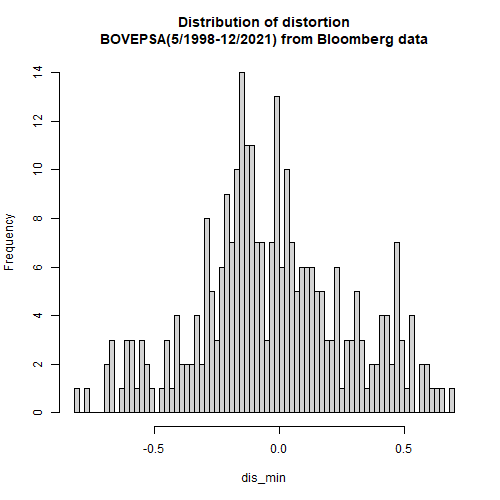 Distribution of distortion
BOVEPSA(5/1998-12/2021) from Bloomberg data
Frequency
14
12
10
8
6
4
2
0
-0.5 0.0 0.5
dis_min